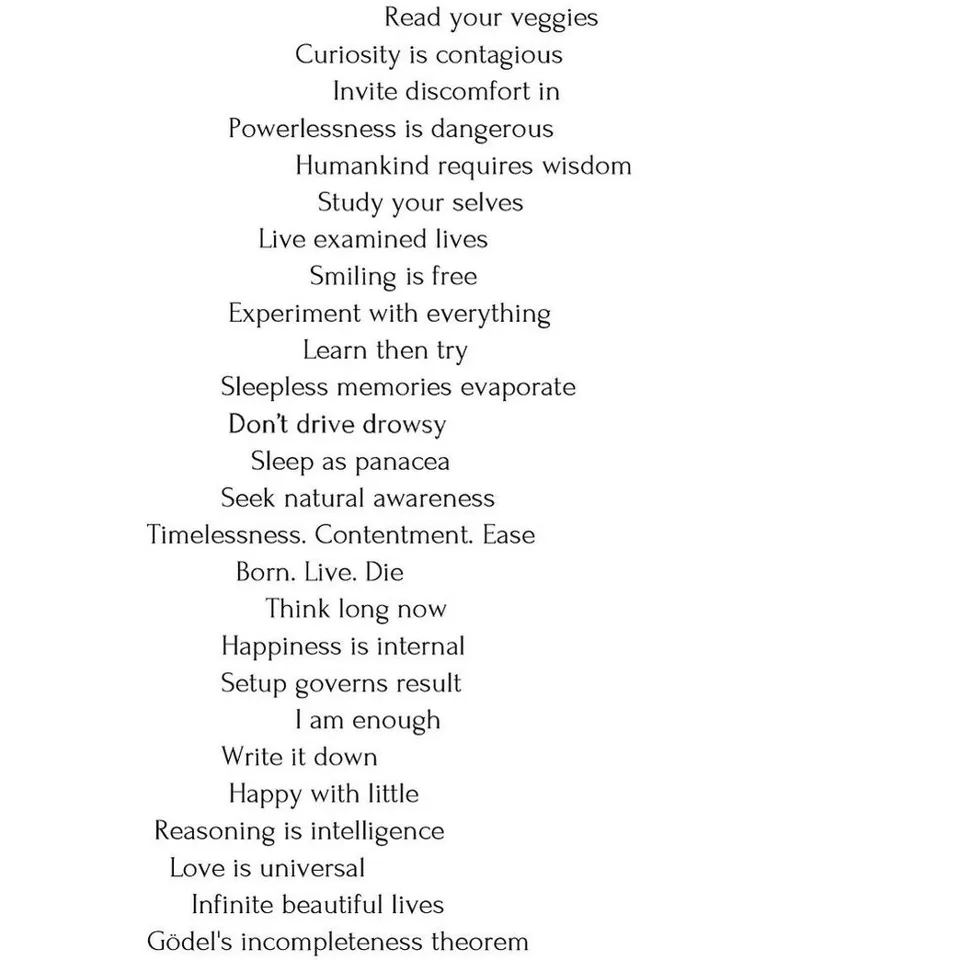 Read your veggies
Curiosity is contagious
Invite discomfort in
Powerlessness is dangerous
Humankind requires wisdom
Study your selves
Live examined lives
Smiling is free
Experiment with everything
Learn then try
Sleepless memories evaporate
Don’t drive drowsy
Sleep as panacea
Seek natural awareness
Timelessness. Contentment. Ease
Born. Live. Die
Think long now
Happiness is internal
Setup governs result
I am enough
Write it down
Happy with little
Reasoning is intelligence
Love is universal
Infinite beautiful lives
Gödel's incompleteness theorem